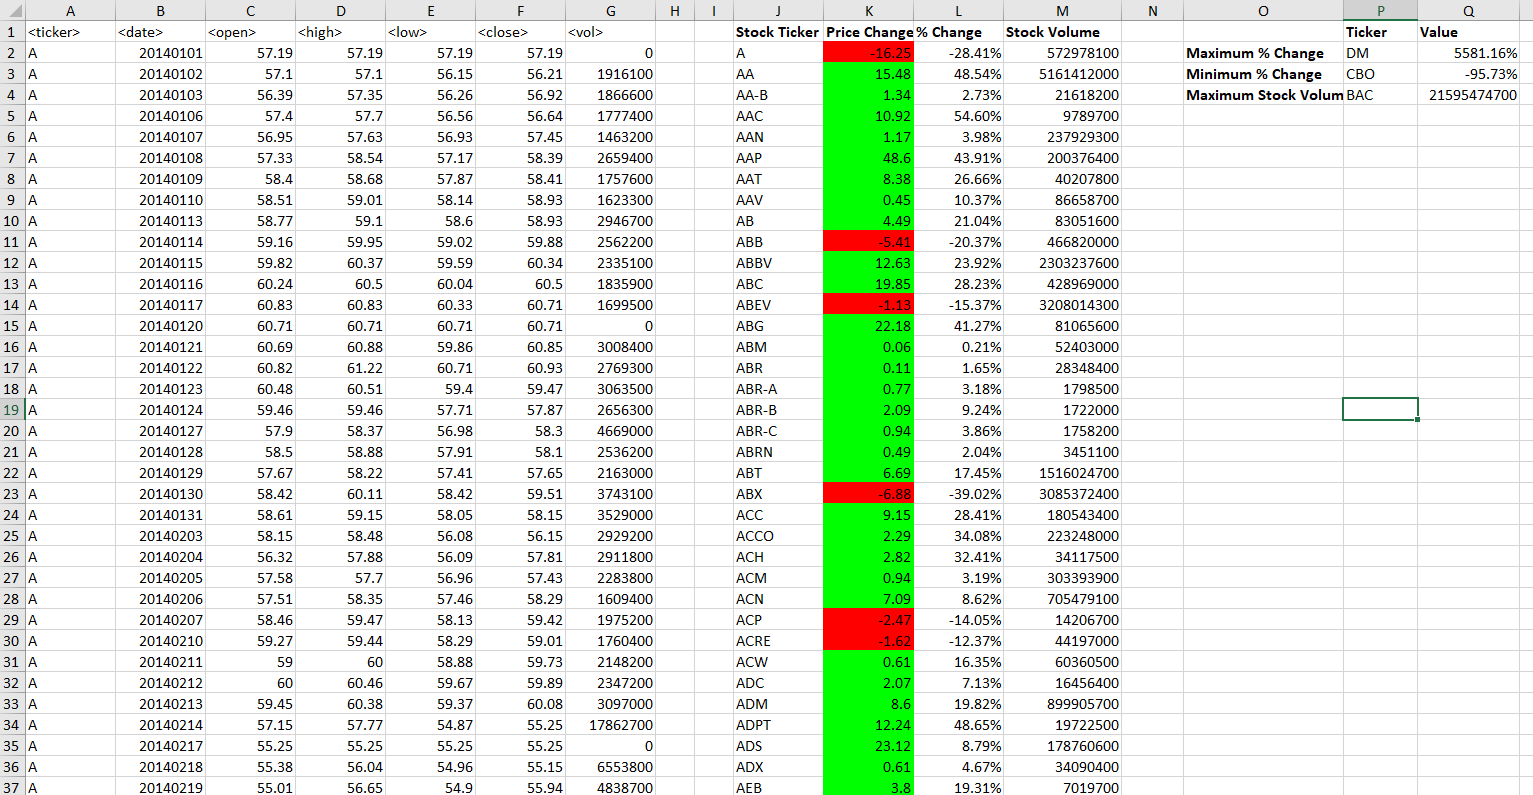 A B C D E F G H I J K L M N O P Q
1 <ticker> <date> <open> <high> <low> <close> <vol> Stock Ticker Price Change % Change Stock Volume Ticker Value
2 A 20140101 57.19 57.19 57.19 57.19 0 A -16.25 -28.41% 572978100 Maximum % Change DM 5581.16%
3 A 20140102 57.1 57.1 56.15 56.21 1916100 AA 15.48 48.54% 5161412000 Minimum % Change CBO -95.73%
4 A 20140103 56.39 57.35 56.26 56.92 1866600 AA-B 1.34 2.73% 21618200 Maximum Stock Volum BAC 21595474700
5 A 20140106 57.4 57.7 56.56 56.64 1777400 AAC 10.92 54.60% 9789700
6 A 20140107 56.95 57.63 56.93 57.45 1463200 AAN 1.17 3.98% 237929300
7 A 20140108 57.33 58.54 57.17 58.39 2659400 AAP 48.6 43.91% 200376400
8 A 20140109 58.4 58.68 57.87 58.41 1757600 AAT 8.38 26.66% 40207800
9 A 20140110 58.51 59.01 58.14 58.93 1623300 AAV 0.45 10.37% 86658700
10 A 20140113 58.77 59.1 58.6 58.93 2946700 AB 4.49 21.04% 83051600
11 A 20140114 59.16 59.95 59.02 59.88 2562200 ABB -5.41 -20.37% 466820000
12 A 20140115 59.82 60.37 59.59 60.34 2335100 ABBV 12.63 23.92% 2303237600
13 A 20140116 60.24 60.5 60.04 60.5 1835900 ABC 19.85 28.23% 428969000
14 A 20140117 60.83 60.83 60.33 60.71 1699500 ABEV -1.13 -15.37% 3208014300
15 A 20140120 60.71 60.71 60.71 60.71 0 ABG 22.18 41.27% 81065600
16 A 20140121 60.69 60.88 59.86 60.85 3008400 ABM 0.06 0.21% 52403000
17 A 20140122 60.82 61.22 60.71 60.93 2769300 ABR 0.11 1.65% 28348400
18 A 20140123 60.48 60.51 59.4 59.47 3063500 ABR-A 0.77 3.18% 1798500
19 A 20140124 59.46 59.46 57.71 57.87 2656300 ABR-B 2.09 9.24% 1722000
20 A 20140127 57.9 58.37 56.98 58.3 4669000 ABR-C 0.94 3.86% 1758200
21 A 20140128 58.5 58.88 57.91 58.1 2536200 ABRN 0.49 2.04% 3451100
22 A 20140129 57.67 58.22 57.41 57.65 2163000 ABT 6.69 17.45% 1516024700
23 A 20140130 58.42 60.11 58.42 59.51 3743100 ABX -6.88 -39.02% 3085372400
24 A 20140131 58.61 59.15 58.05 58.15 3529000 ACC 9.15 28.41% 180543400
25 A 20140203 58.15 58.48 56.08 56.15 2929200 ACCO 2.29 34.08% 223248000
26 A 20140204 56.32 57.88 56.09 57.81 2911800 ACH 2.82 32.41% 34117500
27 A 20140205 57.58 57.7 56.96 57.43 2283800 ACM 0.94 3.19% 303393900
28 A 20140206 57.51 58.35 57.46 58.29 1609400 ACN 7.09 8.62% 705479100
29 A 20140207 58.46 59.47 58.13 59.42 1975200 ACP -2.47 -14.05% 14206700
30 A 20140210 59.27 59.44 58.29 59.01 1760400 ACRE -1.62 -12.37% 44197000
31 A 20140211 59 60 58.88 59.73 2148200 ACW 0.61 16.35% 60360500
32 A 20140212 60 60.46 59.67 59.89 2347200 ADC 2.07 7.13% 16456400
33 A 20140213 59.45 60.38 59.37 60.08 3097000 ADM 8.6 19.82% 899905700
34 A 20140214 57.15 57.77 54.87 55.25 17862700 ADPT 12.24 48.65% 19722500
35 A 20140217 55.25 55.25 55.25 55.25 0 ADS 23.12 8.79% 178760600
36 A 20140218 55.38 56.04 54.96 55.15 6553800 ADX 0.61 4.67% 34090400
37 A 20140219 55.01 56.65 54.9 55.94 4838700 AEB 3.8 19.31% 7019700